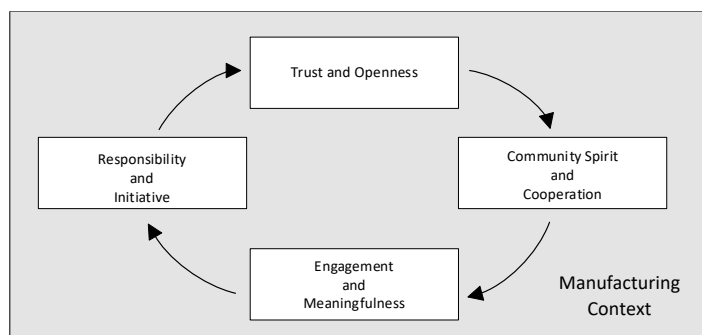 Trust and Openness
Responsibility
and
Initiative
Community Spirit
and
Cooperation
Engagement
and
Meaningfulness
Manufacturing
Context